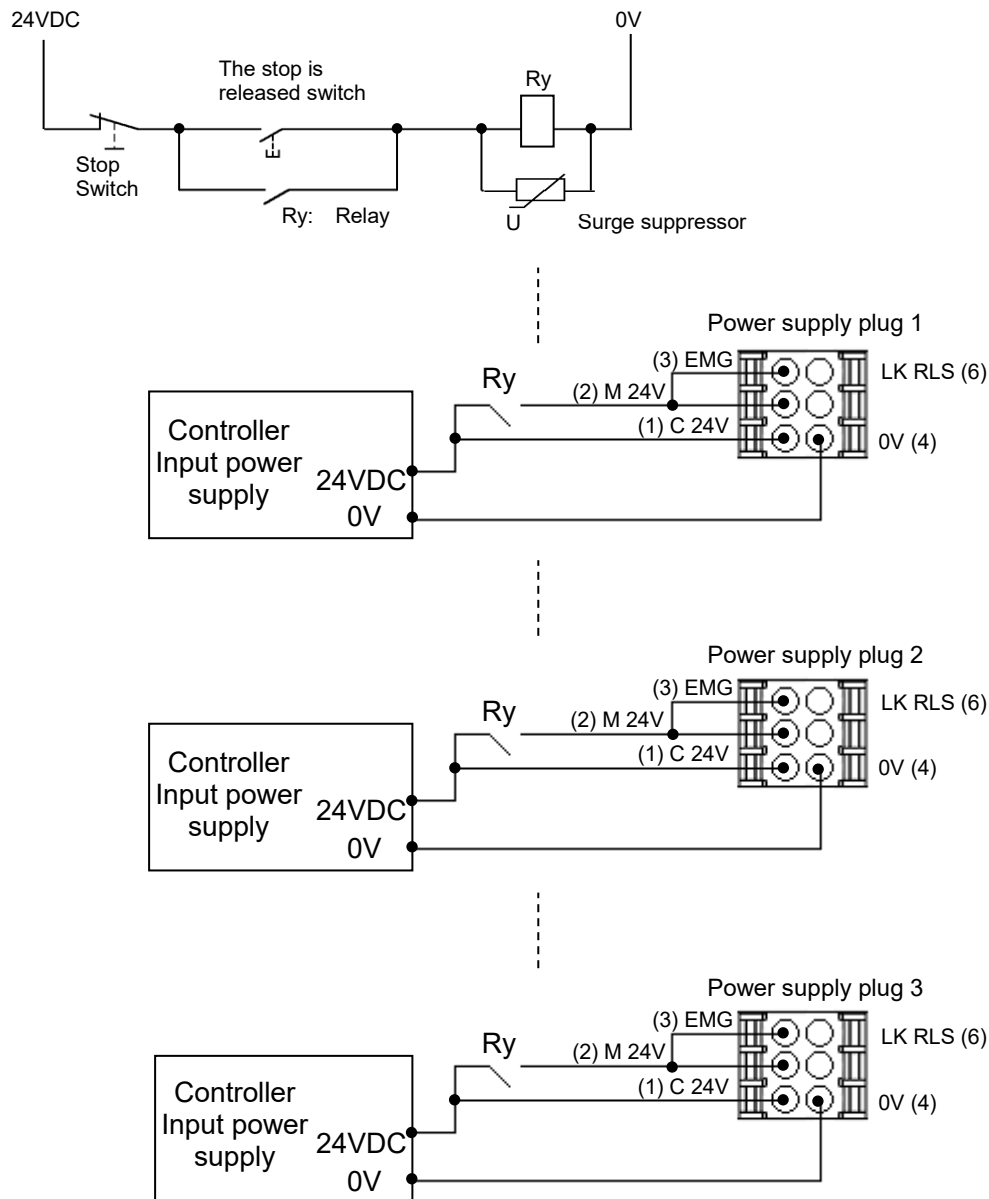 24VDC
0V
The stop is
released switch
Ry
Stop
Switch
Ry: Relay
U
Surge suppressor
Power supply plug 1
(3) EMG
LK RLS (6)
Ry
(2) M 24V
(1) C 24V
0V (4)
Controller
Input power
supply
24VDC
0V
Power supply plug 2
(3) EMG
LK RLS (6)
Ry
(2) M 24V
(1) C 24V
0V (4)
Controller
Input power
supply
24VDC
0V
Power supply plug 3
(3) EMG
LK RLS (6)
Ry
(2) M 24V
(1) C 24V
0V (4)
Controller
Input power
supply
24VDC
0V